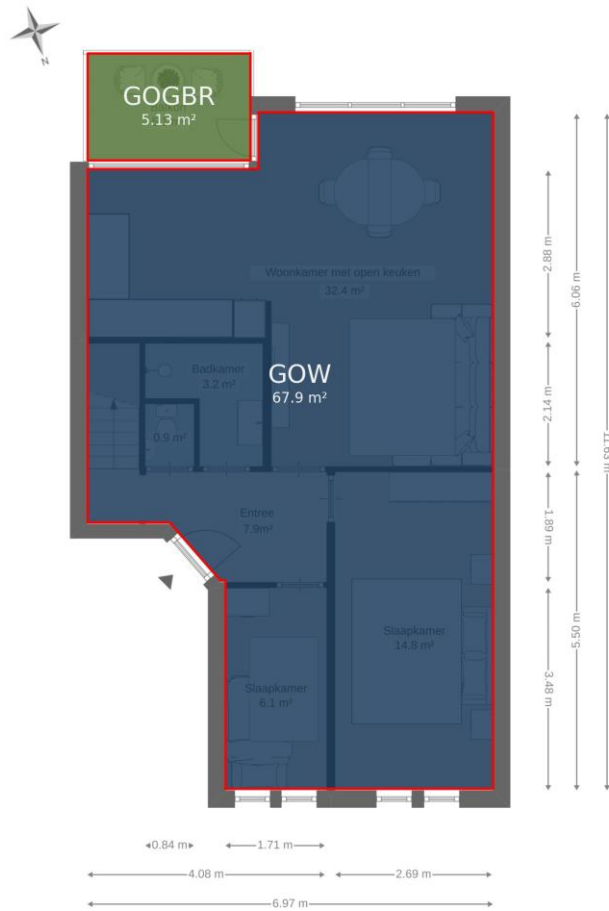 N
GOGBR
5.13 m²
Woonkamer met open keuken
32.4 m²
Badkamer
3.2 m²
GOW
67.9 m²
0.9 m²
Entree
7.9m²
Slaapkamer
14.8 m²
Slaapkamer
6.1 m²
2.88 m
6.06 m
2.14 m
11.63 m
1.89 m
5.50 m
3.48 m
0.84 m
1.71 m
4.08 m
2.69 m
6.97 m